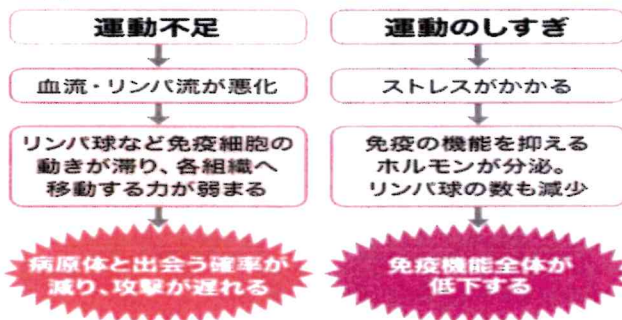 運動不足
血流・リンパ流が悪化
リンパ球など免疫細胞の
動きが滞り、各組織へ
移動する力が弱まる
病原体と出会う確率が
減り、攻撃が遅れる
運動のしすぎ
ストレスがかかる
免疫の機能を抑える
ホルモンが分泌。
リンパ球の数も減少
免疫機能全体が
低下する